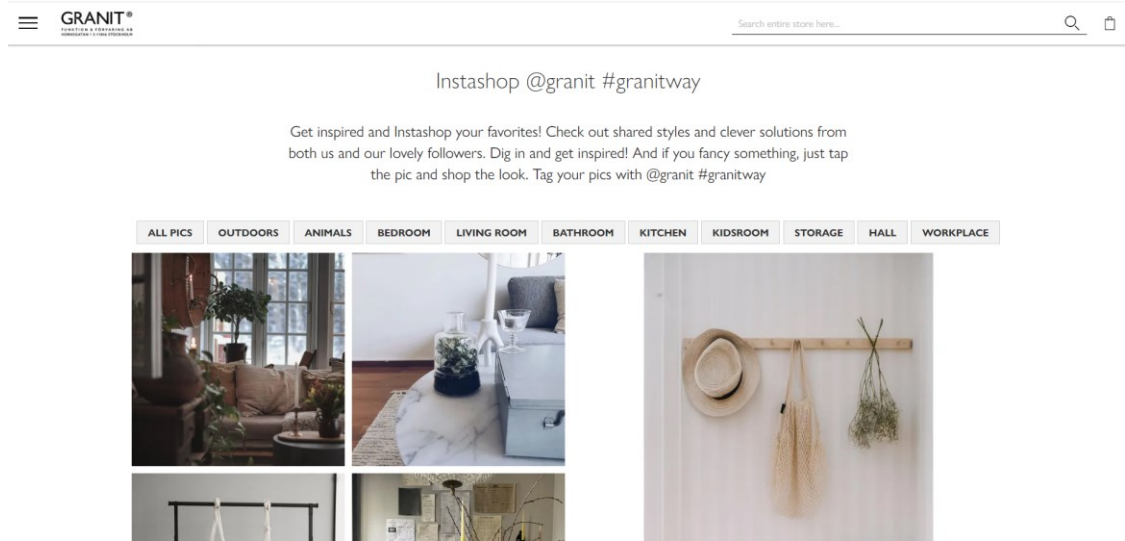 GRANIT®
FUNCTION & FÖRVARING AB
Search entire store here...
Instashop @granit #granitway
Get inspired and Instashop your favorites! Check out shared styles and clever solutions from
both us and our lovely followers. Dig in and get inspired! And if you fancy something, just tap
the pic and shop the look. Tag your pics with @granit #granitway
ALL PICS OUTDOORS ANIMALS BEDROOM LIVING ROOM BATHROOM KITCHEN KIDSROOM STORAGE HALL WORKPLACE